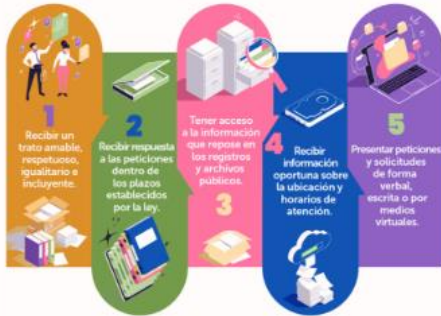 1
Recibir un
trato amable,
respetuoso,
igualitario e
incluyente.
2
Recibir respuesta
a las peticiones
dentro de
los plazos
establecidos
por la ley.
Tener acceso
a la información
que repose en
los registros
y archivos
públicos.
3
4
Recibir
información
oportuna sobre
la ubicación y
horarios de
atención.
5
Presentar peticiones
y solicitudes
de forma
verbal,
escrita o por
medios
virtuales.